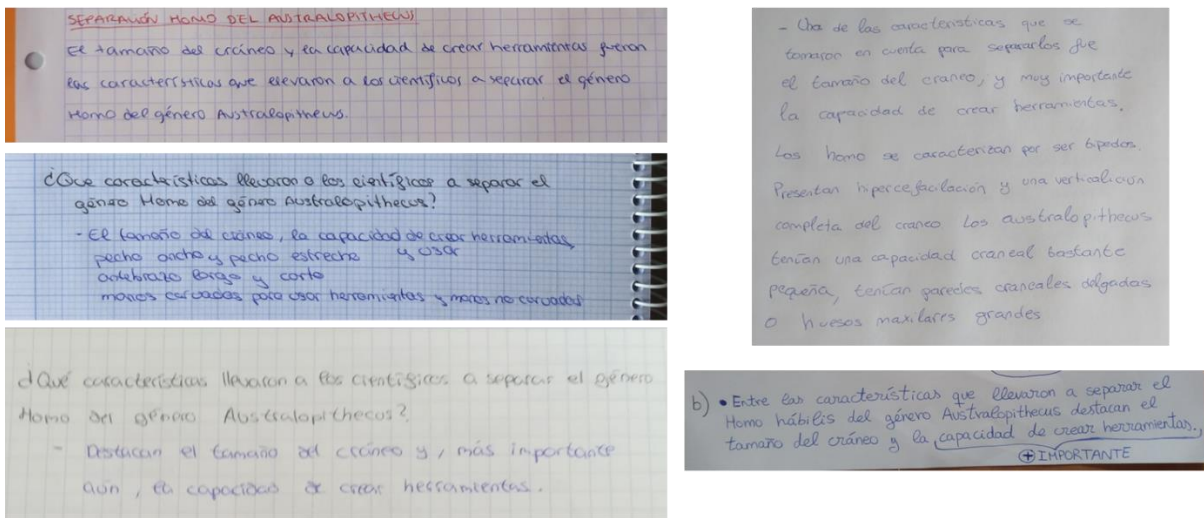 SEPARACIÓN HOMO DEL AUSTRALOPITHECUS
El tamaño del cráneo y la capacidad de crear herramientas fueron
las características que elevaron a los científicos a separar el género
Homo del género Australopithecus.
¿Que características llevaron a los científicos a separar el
género Homo del género Australopithecus?
- El tamaño del cráneo, la capacidad de crear herramientas,
pecho ancho y pecho estrecho y usar
antebrazo largo y corto
manos curvadas para usar herramientas y manos no curvadas
¿Qué características llevaron a los científicos a separar el género
Homo del género Australopithecus?
- Destacan el tamaño del cráneo y, más importante
aún, la capacidad de crear herramientas.
- Una de las características que se
tomaron en cuenta para separarlos fue
el tamaño del craneo, y muy importante
la capacidad de crear herramientas.
Los homo se caracterizan por ser bipedos.
Presentan hipercefacilación y una verticalición
completa del craneo. Los australopithecus
tenían una capacidad craneal bastante
pequeña, tenían paredes craneales delgadas
o huesos maxilares grandes
b) • Entre las características que llevaron a separar el
Homo hábilis del género Australopithecus destacan el
tamaño del cráneo y la capacidad de crear herramientas.
⊕ IMPORTANTE